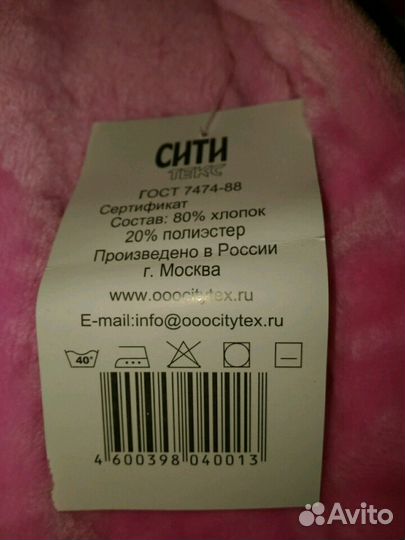 СИТИ
ТЕКС
ГОСТ 7474-88
Сертификат
Состав: 80% хлопок
20% полиэстер
Произведено в России
г. Москва
www.ooocitytex.ru
E-mail:info@ooocitytex.ru
40°
4 600398 040013
Avito